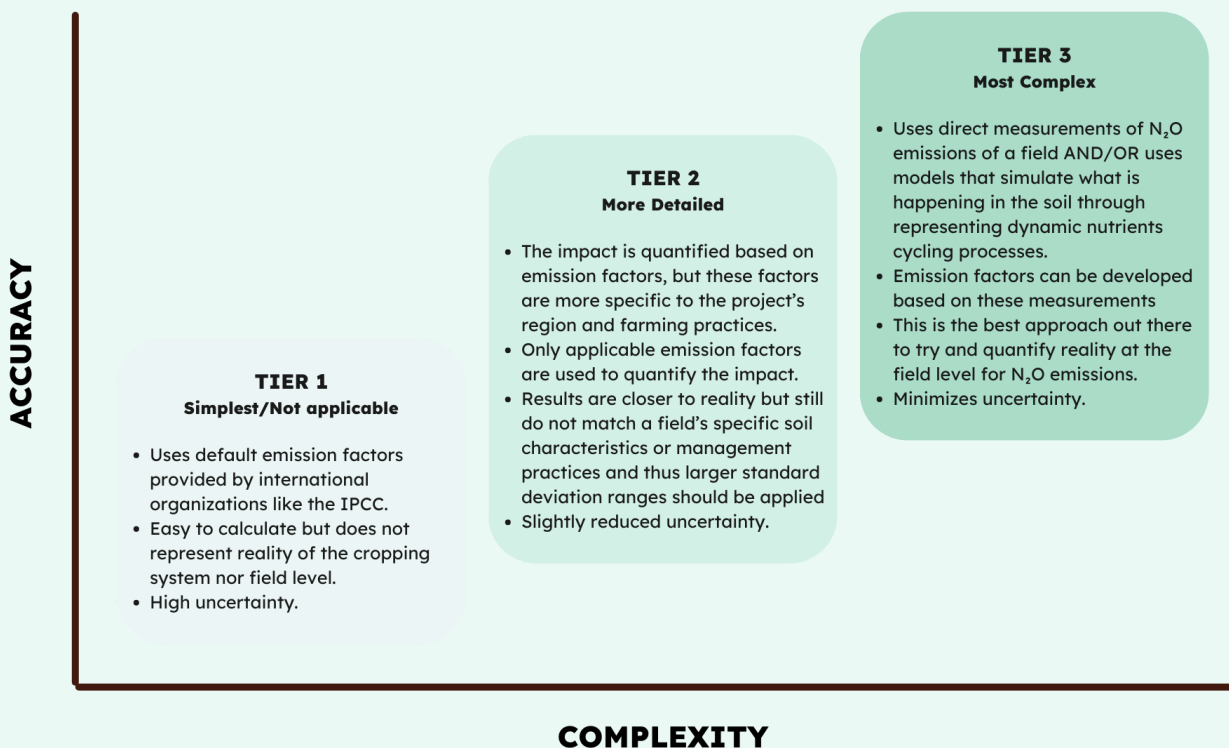 ACCURACY
TIER 1
Simplest/Not applicable
• Uses default emission factors
provided by international
organizations like the IPCC.
• Easy to calculate but does not
represent reality of the cropping
system nor field level.
• High uncertainty.
TIER 2
More Detailed
• The impact is quantified based on
emission factors, but these factors
are more specific to the project's
region and farming practices.
• Only applicable emission factors
are used to quantify the impact.
• Results are closer to reality but still
do not match a field's specific soil
characteristics or management
practices and thus larger standard
deviation ranges should be applied
• Slightly reduced uncertainty.
TIER 3
Most Complex
• Uses direct measurements of N₂O
emissions of a field AND/OR uses
models that simulate what is
happening in the soil through
representing dynamic nutrients
cycling processes.
• Emission factors can be developed
based on these measurements
• This is the best approach out there
to try and quantify reality at the
field level for N₂O emissions.
• Minimizes uncertainty.
COMPLEXITY